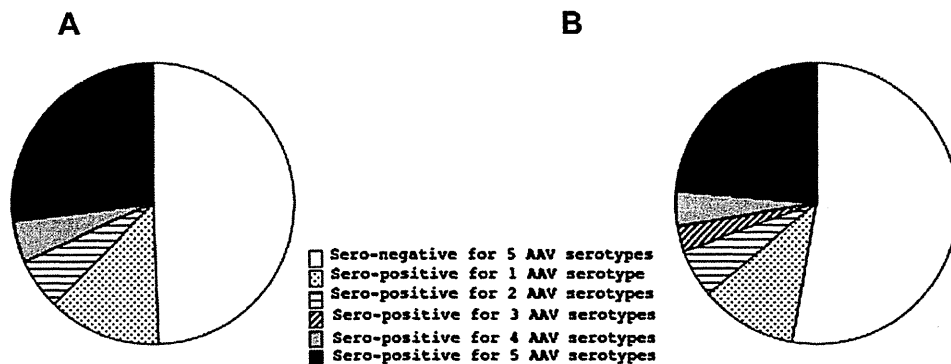 A
B
Sero-negative for 5 AAV serotypes
Sero-positive for 1 AAV serotype
Sero-positive for 2 AAV serotypes
Sero-positive for 3 AAV serotypes
Sero-positive for 4 AAV serotypes
Sero-positive for 5 AAV serotypes